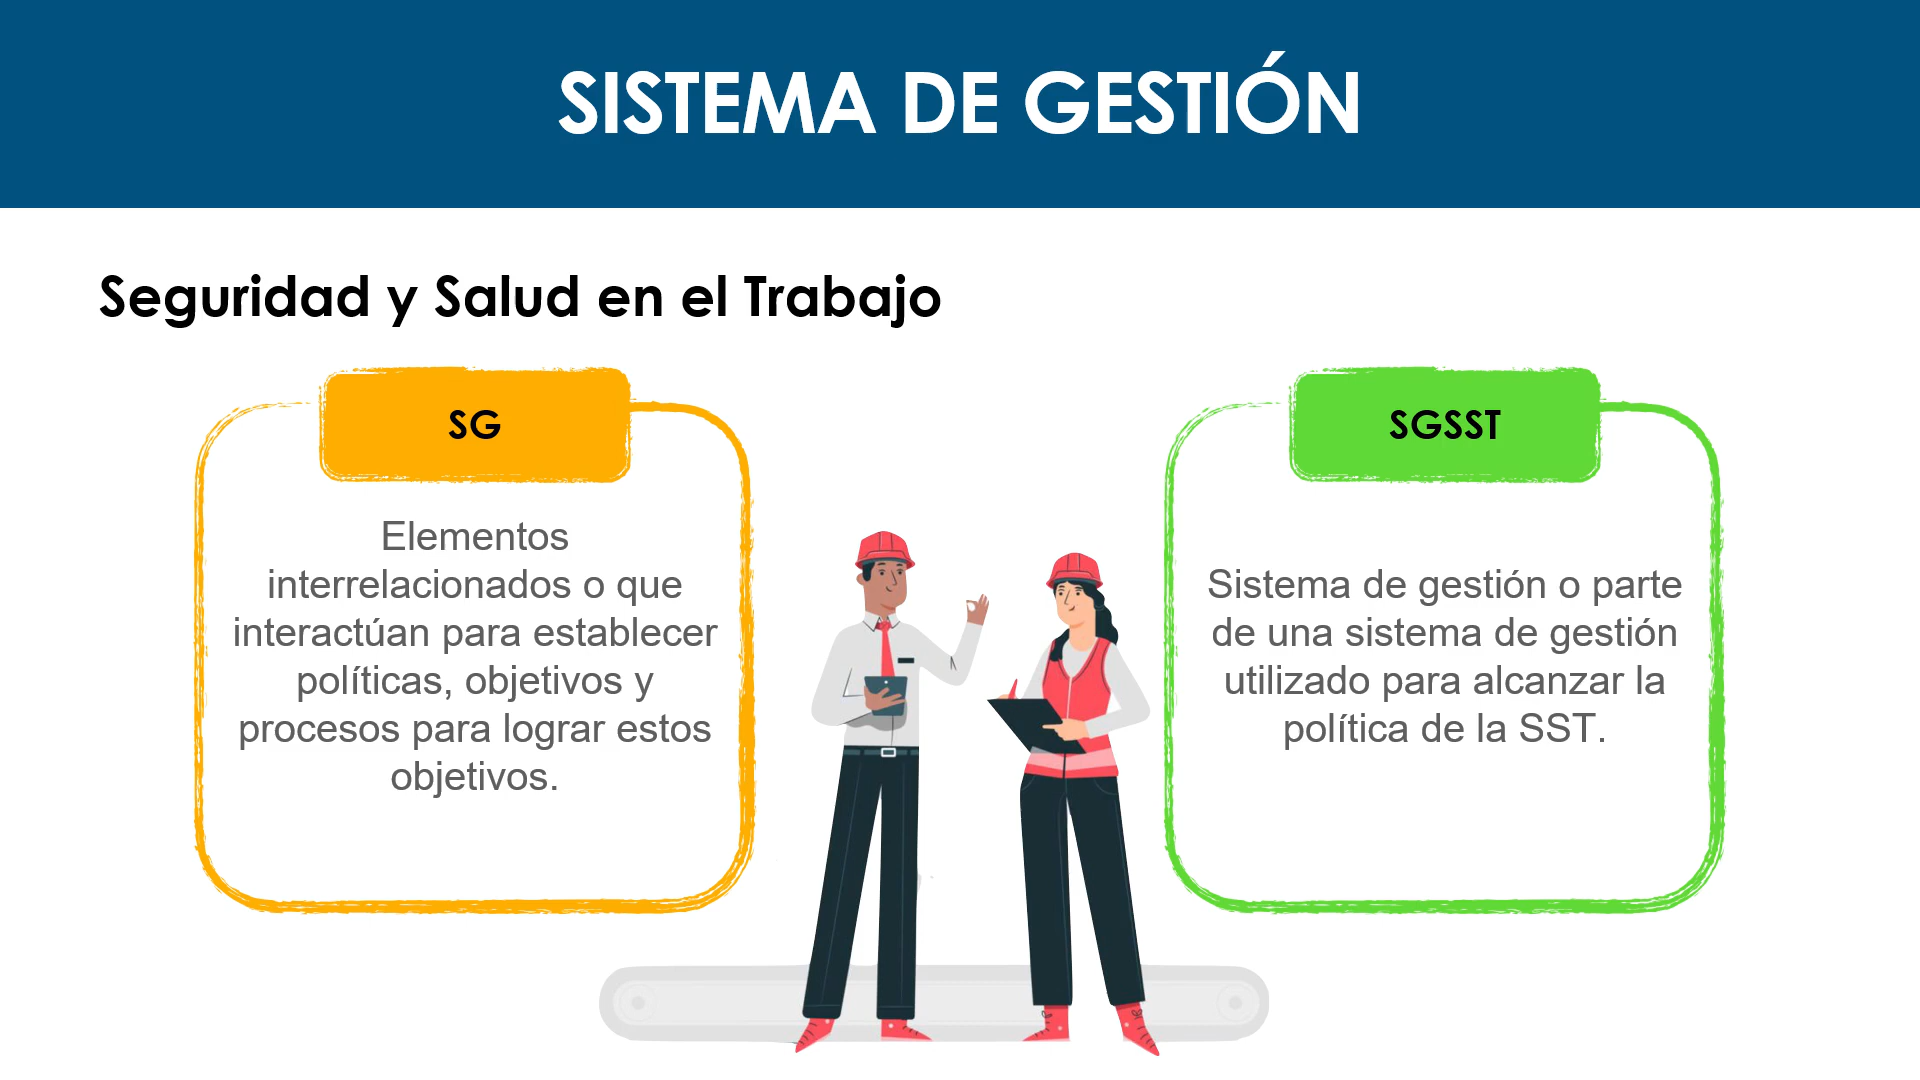 SISTEMA DE GESTIÓN
Seguridad y Salud en el Trabajo
SG
Elementos
interrelacionados o que
interactúan para establecer
políticas, objetivos y
procesos para lograr estos
objetivos.
SGSST
Sistema de gestión o parte
de una sistema de gestión
utilizado para alcanzar la
política de la SST.